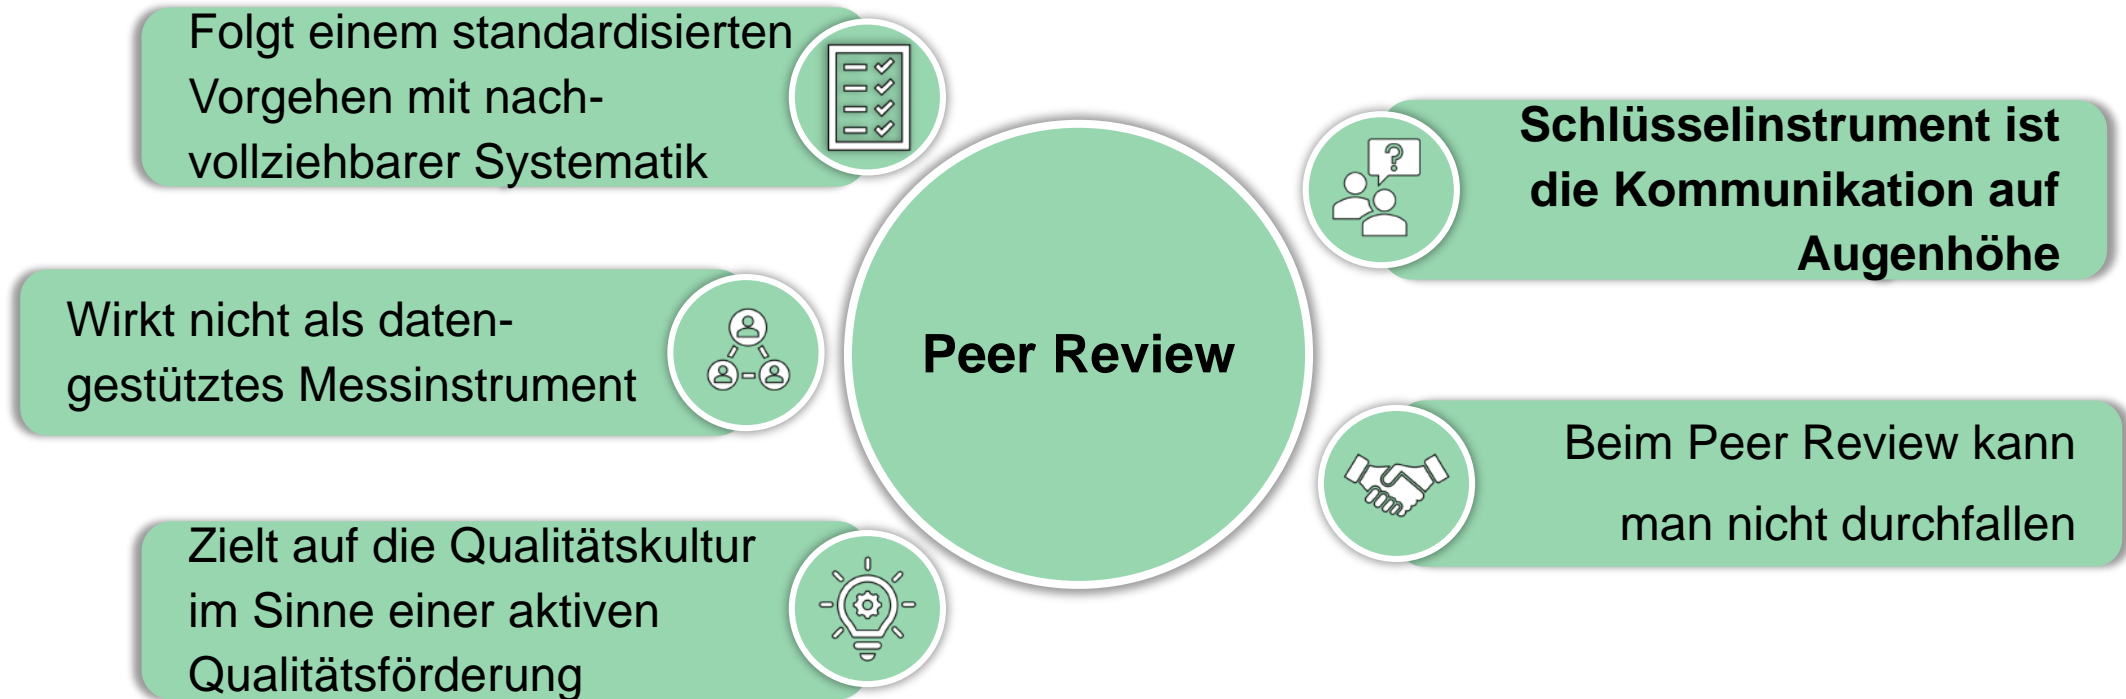 Folgt einem standardisierten
Vorgehen mit nach-
vollziehbarer Systematik
Wirkt nicht als daten-
gestütztes Messinstrument
Zielt auf die Qualitätskultur
im Sinne einer aktiven
Qualitätsförderung
Peer Review
?
Schlüsselinstrument ist
die Kommunikation auf
Augenhöhe
Beim Peer Review kann
man nicht durchfallen